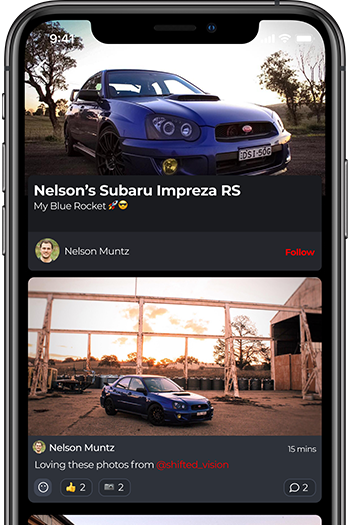 9:41
DSI-50G
Nelson's Subaru Impreza RS
My Blue Rocket 🚀😎
Nelson Muntz
Follow
Nelson Muntz
15 mins
Loving these photos from @shifted_vision
👍 2
2
2